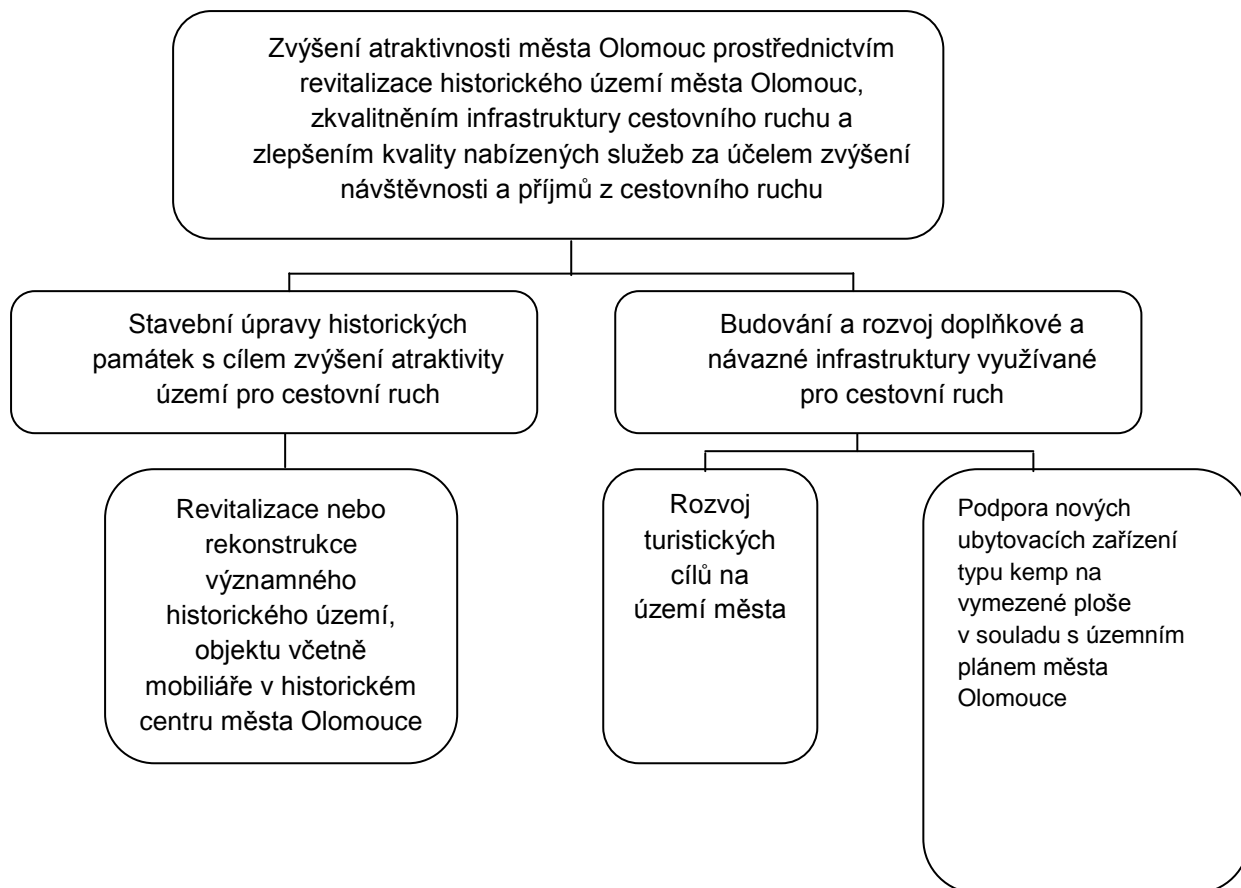 Zvýšení atraktivnosti města Olomouc prostřednictvím
revitalizace historického území města Olomouc,
zkvalitněním infrastruktury cestovního ruchu a
zlepšením kvality nabízených služeb za účelem zvýšení
návštěvnosti a příjmů z cestovního ruchu
Stavební úpravy historických
památek s cílem zvýšení atraktivity
území pro cestovní ruch
Budování a rozvoj doplňkové a
návazné infrastruktury využívané
pro cestovní ruch
Revitalizace nebo
rekonstrukce
významného
historického území,
objektu včetně
mobiliáře v historickém
centru města Olomouce
Rozvoj
turistických
cílů na
území města
Podpora nových
ubytovacích zařízení
typu kemp na
vymezené ploše
v souladu s územním
plánem města
Olomouce